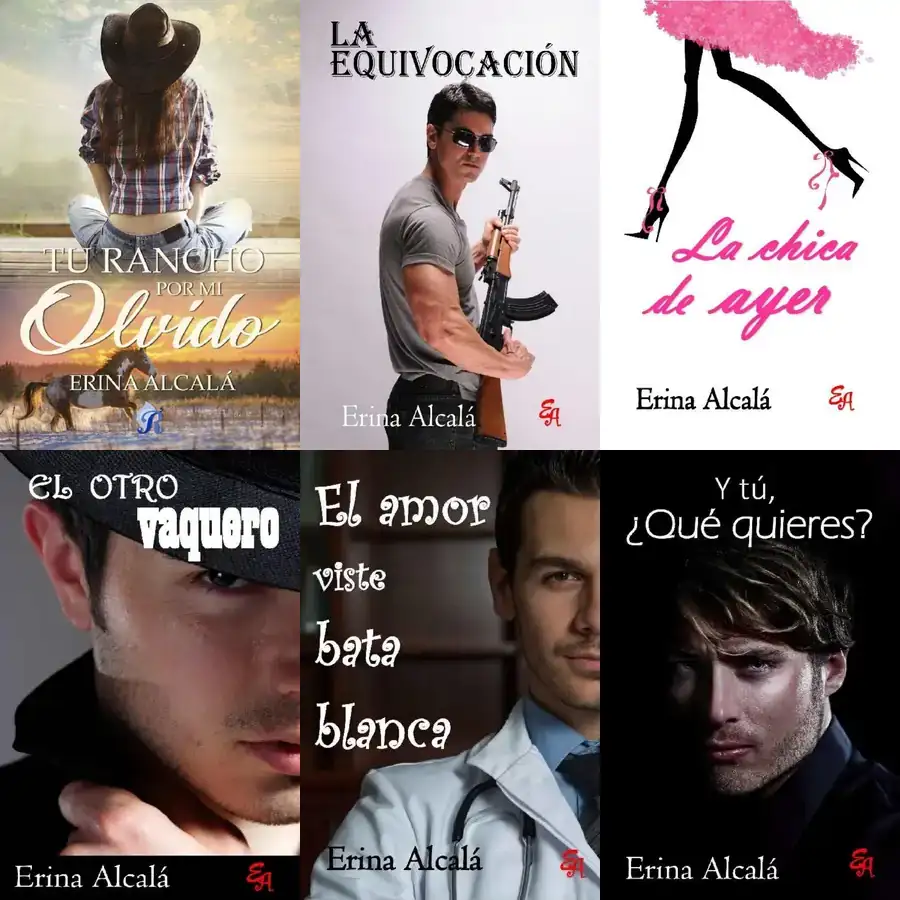 TU RANCHO
POR MI
Olvido
ERINA ALCALÁ
R
LA
EQUIVOCACIÓN
Erina Alcalá
EA
La chica
de ayer
Erina Alcalá
EA
EL OTRO
vaquero
Erina Alcalá
EA
El amor
viste
bata
blanca
Erina Alcalá
EA
Y tú,
¿Qué quieres?
Erina Alcalá
EA